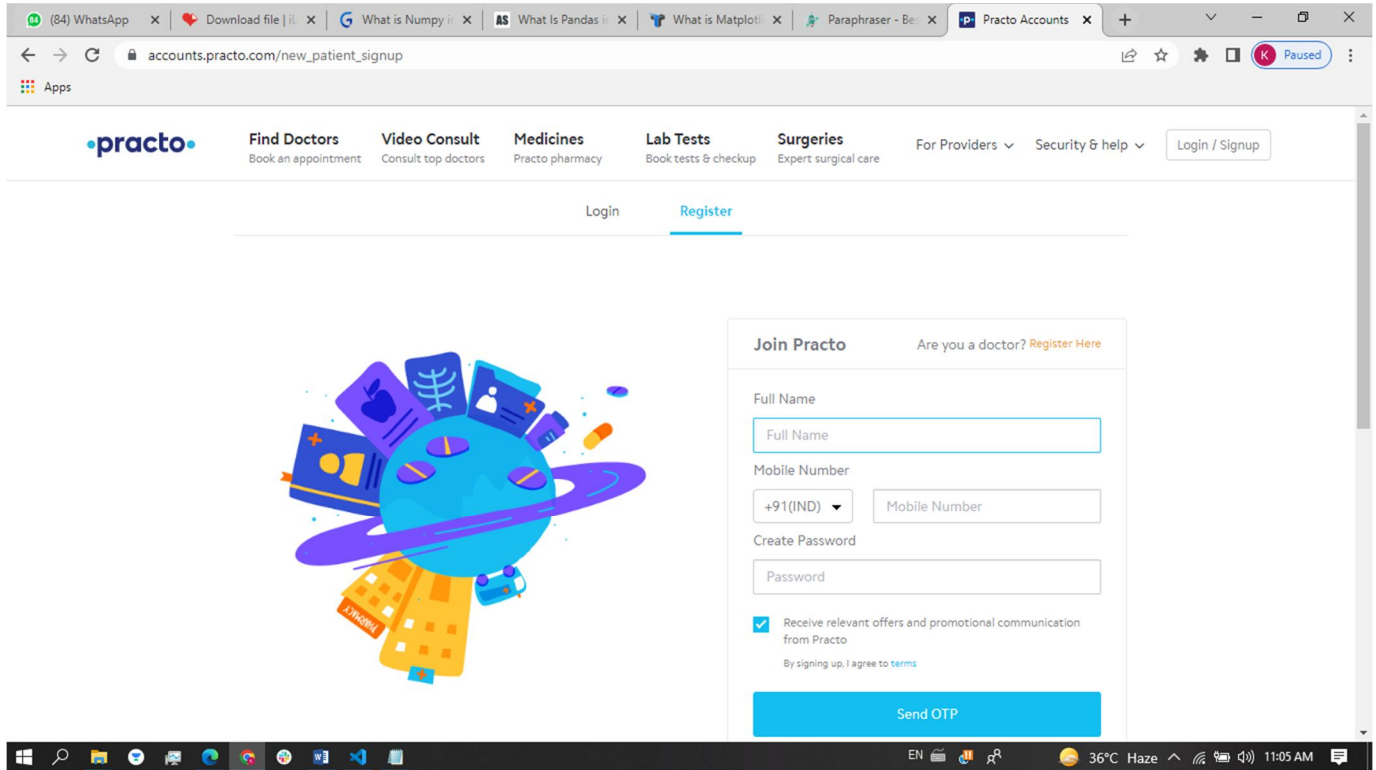 (84) WhatsApp
Download file | iL
What is Numpy in
AS What Is Pandas in
What is Matplotl
Paraphraser - Bes
Practo Accounts
accounts.practo.com/new_patient_signup
K Paused
Apps
practo
Find Doctors Video Consult Medicines Lab Tests Surgeries For Providers Security & help Login / Signup
Book an appointment Consult top doctors Practo pharmacy Book tests & checkup Expert surgical care
Login Register
Join Practo Are you a doctor? Register Here
Full Name
Full Name
Mobile Number
+91(IND) Mobile Number
Create Password
Password
Receive relevant offers and promotional communication
from Practo
By signing up, I agree to terms
Send OTP
PHARMACY
EN 36°C Haze 11:05 AM